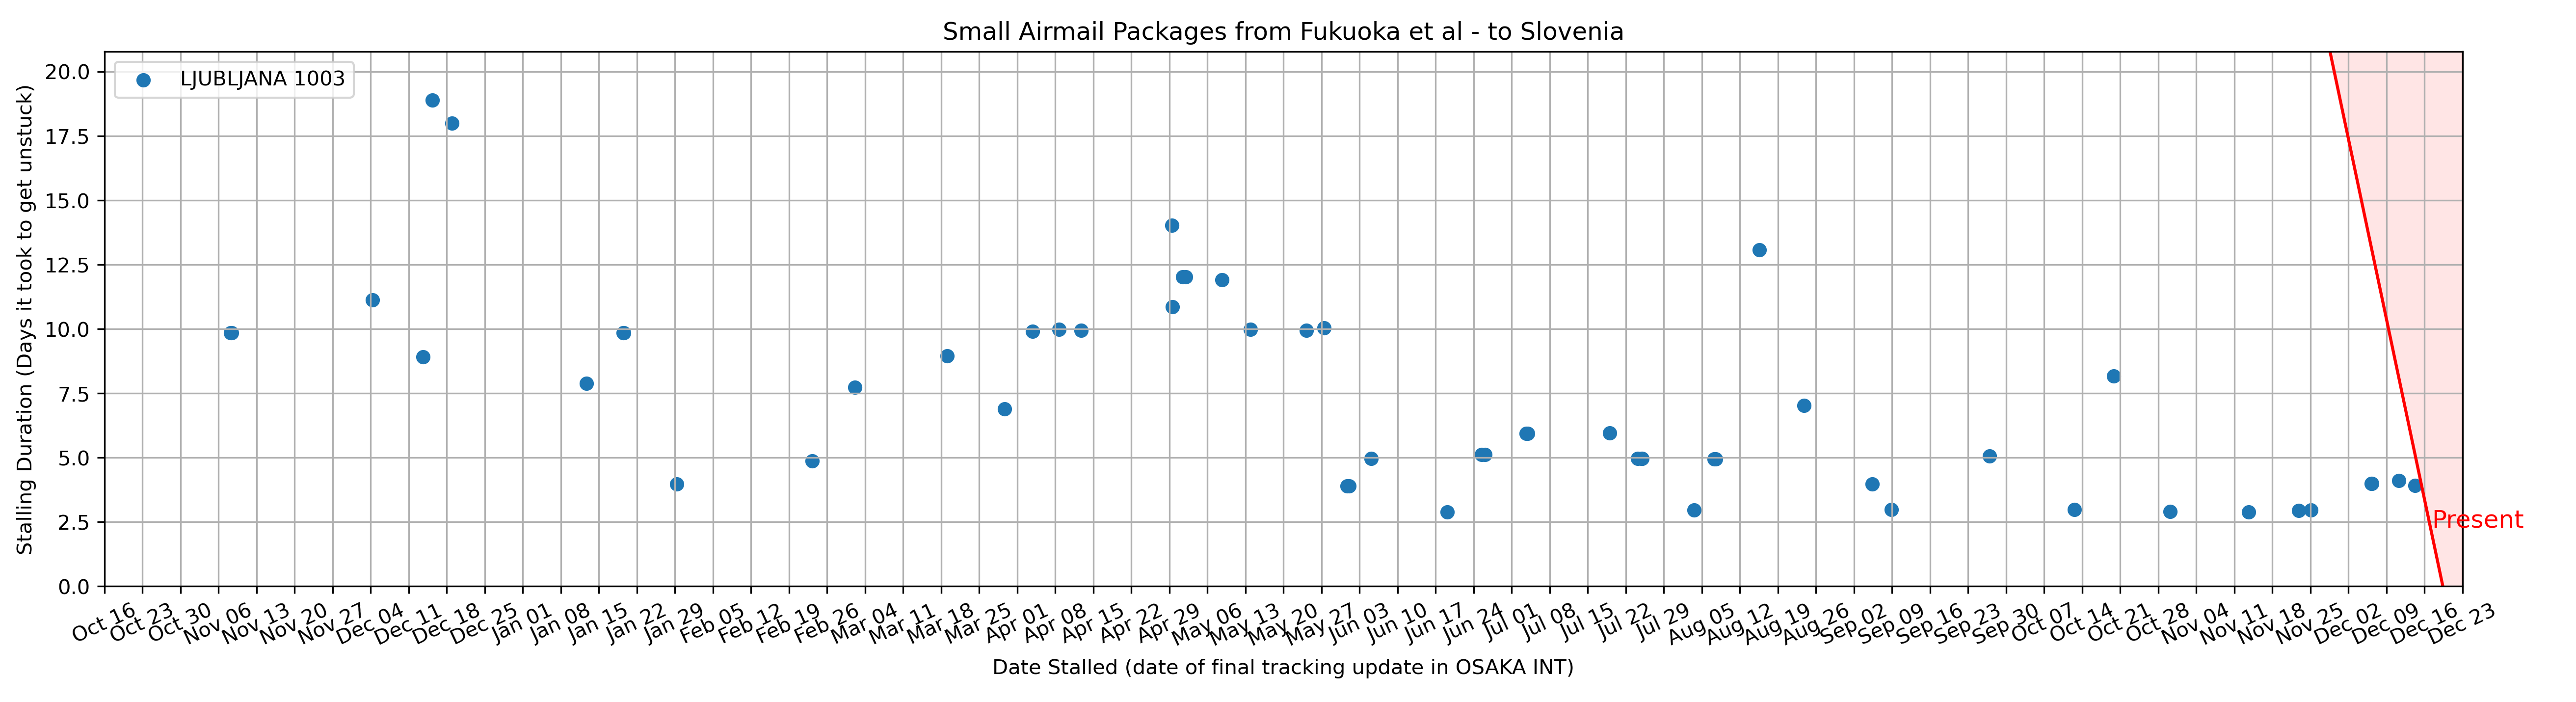 Small Airmail Packages from Fukuoka et al - to Slovenia
LJUBLJANA 1003
Stalling Duration (Days it took to get unstuck)
20.0
17.5
15.0
12.5
10.0
7.5
5.0
2.5
0.0
Present
Oct 16
Oct 23
Oct 30
Nov 06
Nov 13
Nov 20
Nov 27
Dec 04
Dec 11
Dec 18
Dec 25
Jan 01
Jan 08
Jan 15
Jan 22
Jan 29
Feb 05
Feb 12
Feb 19
Feb 26
Mar 04
Mar 11
Mar 18
Mar 25
Apr 01
Apr 08
Apr 15
Apr 22
Apr 29
May 06
May 13
May 20
May 27
Jun 03
Jun 10
Jun 17
Jun 24
Jul 01
Jul 08
Jul 15
Jul 22
Jul 29
Aug 05
Aug 12
Aug 19
Aug 26
Sep 02
Sep 09
Sep 16
Sep 23
Sep 30
Oct 07
Oct 14
Oct 21
Oct 28
Nov 04
Nov 11
Nov 18
Nov 25
Dec 02
Dec 09
Dec 16
Dec 23
Date Stalled (date of final tracking update in OSAKA INT)